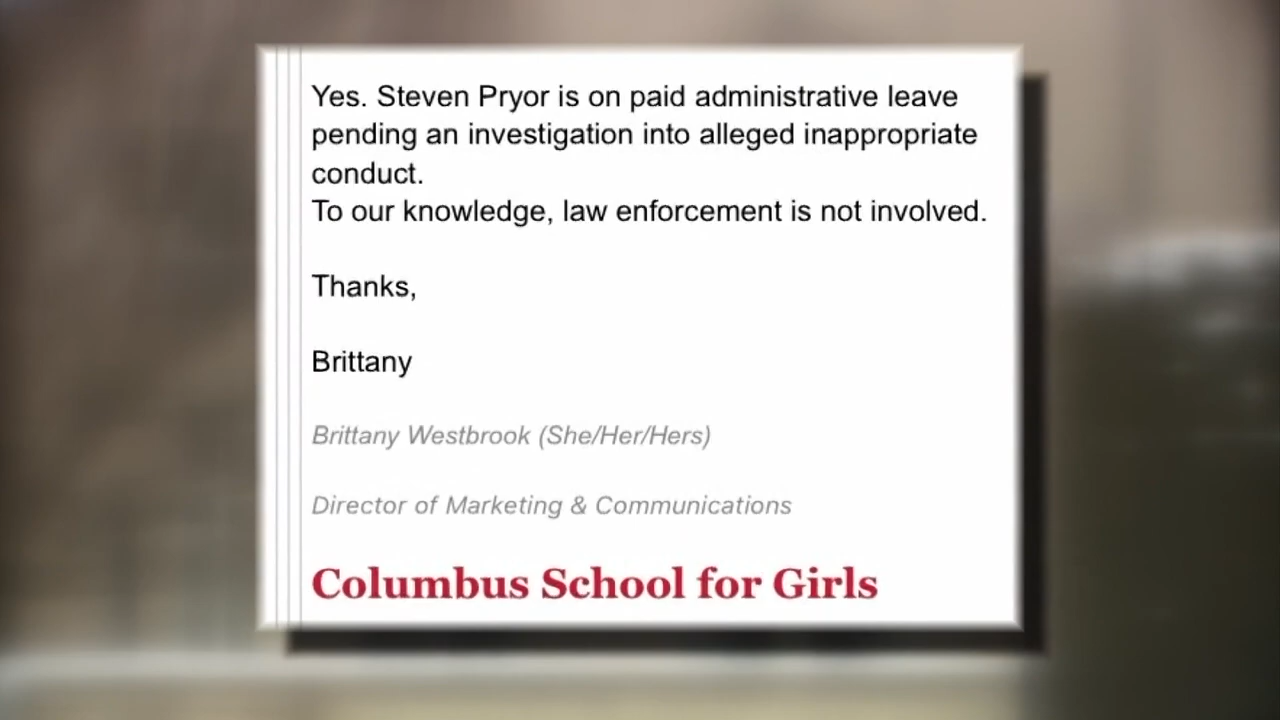 Yes. Steven Pryor is on paid administrative leave
pending an investigation into alleged inappropriate
conduct.
To our knowledge, law enforcement is not involved.
Thanks,
Brittany
Brittany Westbrook (She/Her/Hers)
Director of Marketing & Communications
Columbus School for Girls